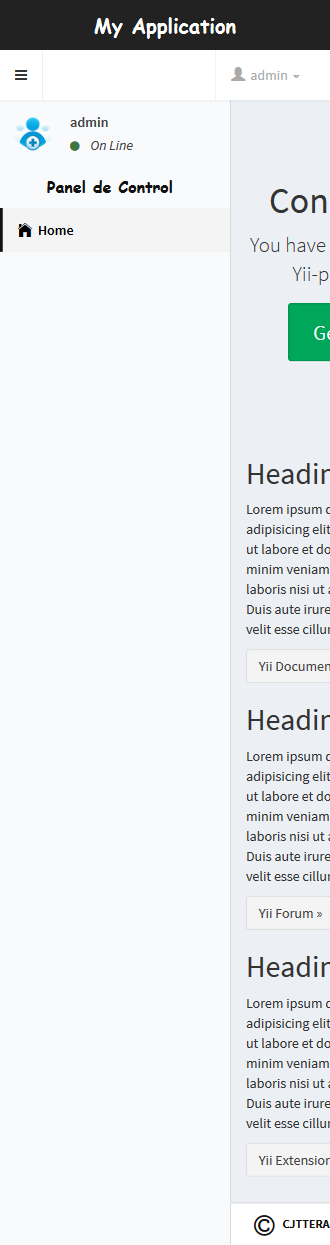 My Application
admin
admin
On Line
Panel de Control
Home
Con
You have
Yii-p
Ge
Headin
Lorem ipsum
adipisicing elit
ut labore et do
minim veniam
laboris nisi ut
Duis aute irure
velit esse cillu
Yii Documen
Headin
Lorem ipsum
adipisicing elit
ut labore et do
minim veniam
laboris nisi ut
Duis aute irure
velit esse cillu
Yii Forum »
Headin
Lorem ipsum
adipisicing elit
ut labore et do
minim veniam
laboris nisi ut
Duis aute irure
velit esse cillu
Yii Extension
© CJTTERA